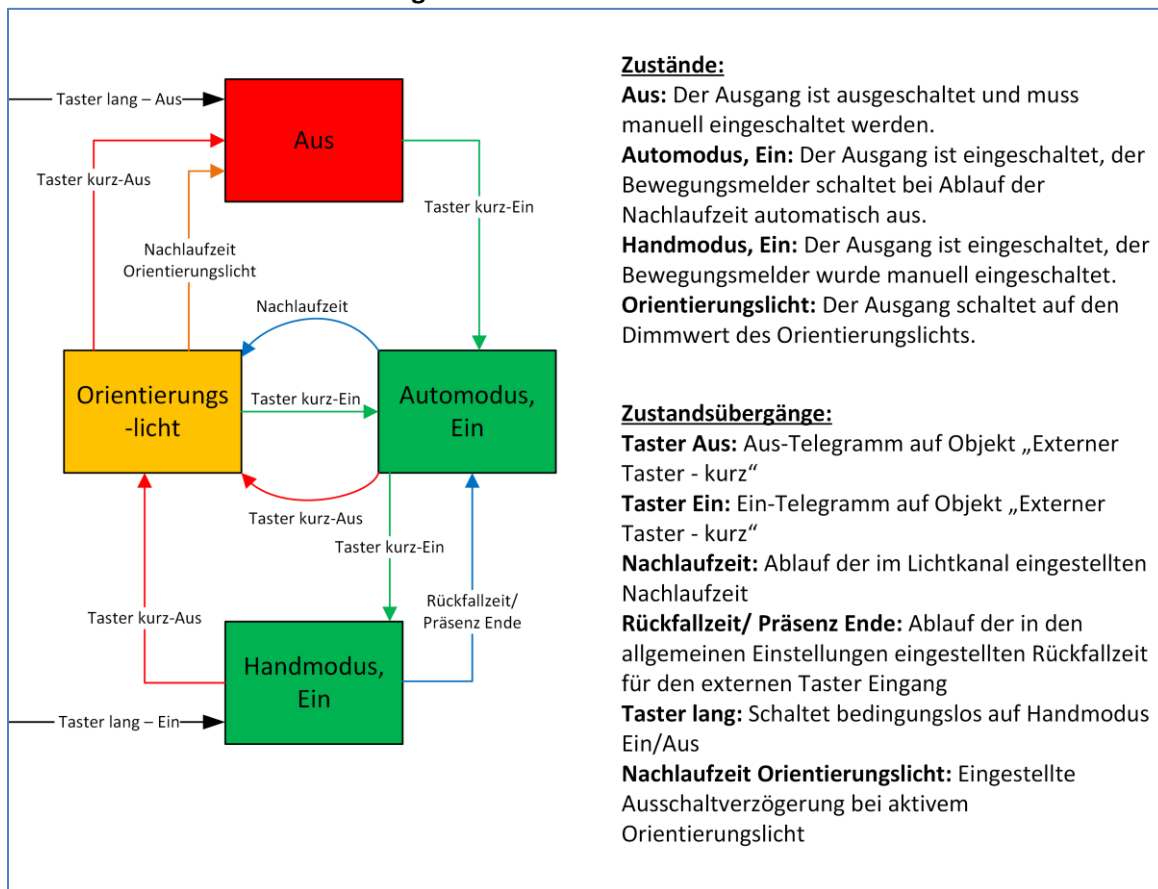 Taster lang – Aus
Aus
Taster kurz-Aus
Taster kurz-Ein
Nachlaufzeit
Orientierungslicht
Nachlaufzeit
Orientierungs
-licht
Taster kurz-Ein
Automodus,
Ein
Taster kurz-Aus
Taster kurz-Ein
Taster kurz-Aus
Rückfallzeit/
Präsenz Ende
Handmodus,
Ein
Taster lang – Ein
Zustände:
Aus: Der Ausgang ist ausgeschaltet und muss
manuell eingeschaltet werden.
Automodus, Ein: Der Ausgang ist eingeschaltet, der
Bewegungsmelder schaltet bei Ablauf der
Nachlaufzeit automatisch aus.
Handmodus, Ein: Der Ausgang ist eingeschaltet, der
Bewegungsmelder wurde manuell eingeschaltet.
Orientierungslicht: Der Ausgang schaltet auf den
Dimmwert des Orientierungslichts.
Zustandsübergänge:
Taster Aus: Aus-Telegramm auf Objekt „Externer
Taster - kurz“
Taster Ein: Ein-Telegramm auf Objekt „Externer
Taster - kurz“
Nachlaufzeit: Ablauf der im Lichtkanal eingestellten
Nachlaufzeit
Rückfallzeit/ Präsenz Ende: Ablauf der in den
allgemeinen Einstellungen eingestellten Rückfallzeit
für den externen Taster Eingang
Taster lang: Schaltet bedingungslos auf Handmodus
Ein/Aus
Nachlaufzeit Orientierungslicht: Eingestellte
Ausschaltverzögerung bei aktivem
Orientierungslicht